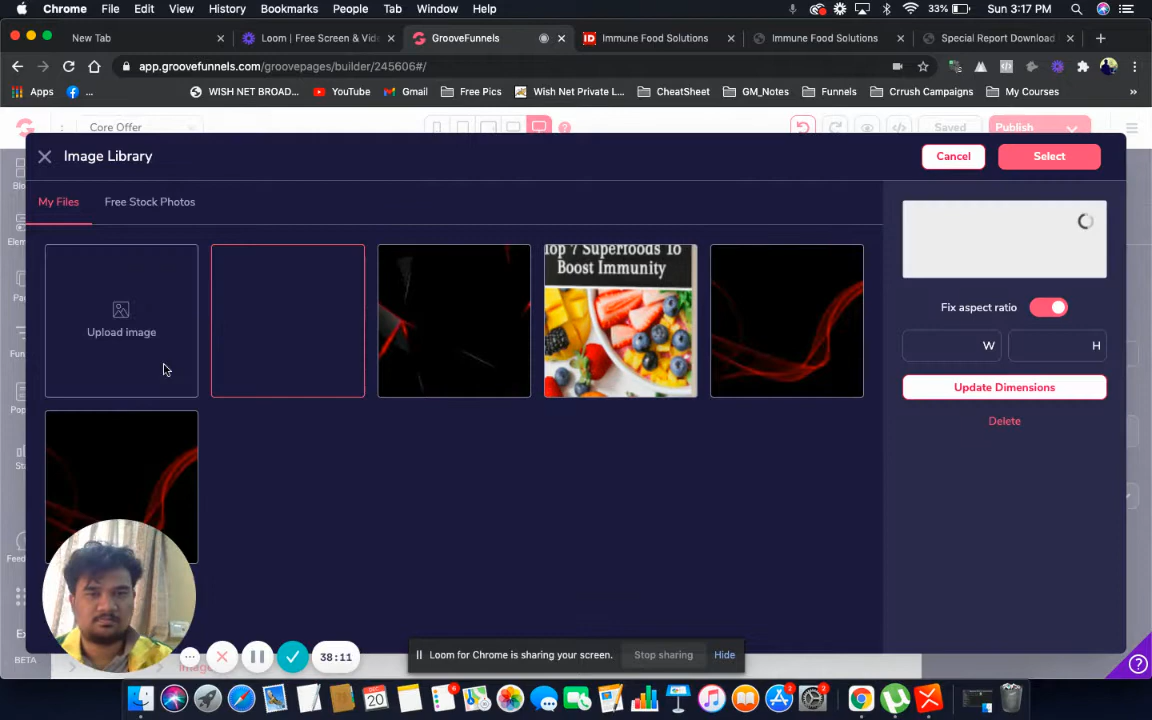 Chrome File Edit View History Bookmarks People Tab Window Help 33% Sun 3:17 PM
New Tab Loom | Free Screen & Vide GrooveFunnels Immune Food Solutions Immune Food Solutions Special Report Download
app.groovefunnels.com/groovepages/builder/245606#/
Apps ... WISH NET BROAD... YouTube Gmail Free Pics Wish Net Private L... CheatSheet GM_Notes Funnels Crrush Campaigns My Courses
Core Offer Saved Publish
Image Library Cancel Select
My Files Free Stock Photos
Top 7 Superfoods To
Boost Immunity
Upload image
Fix aspect ratio
W H
Update Dimensions
Delete
38:11
Loom for Chrome is sharing your screen. Stop sharing Hide
BETA
20